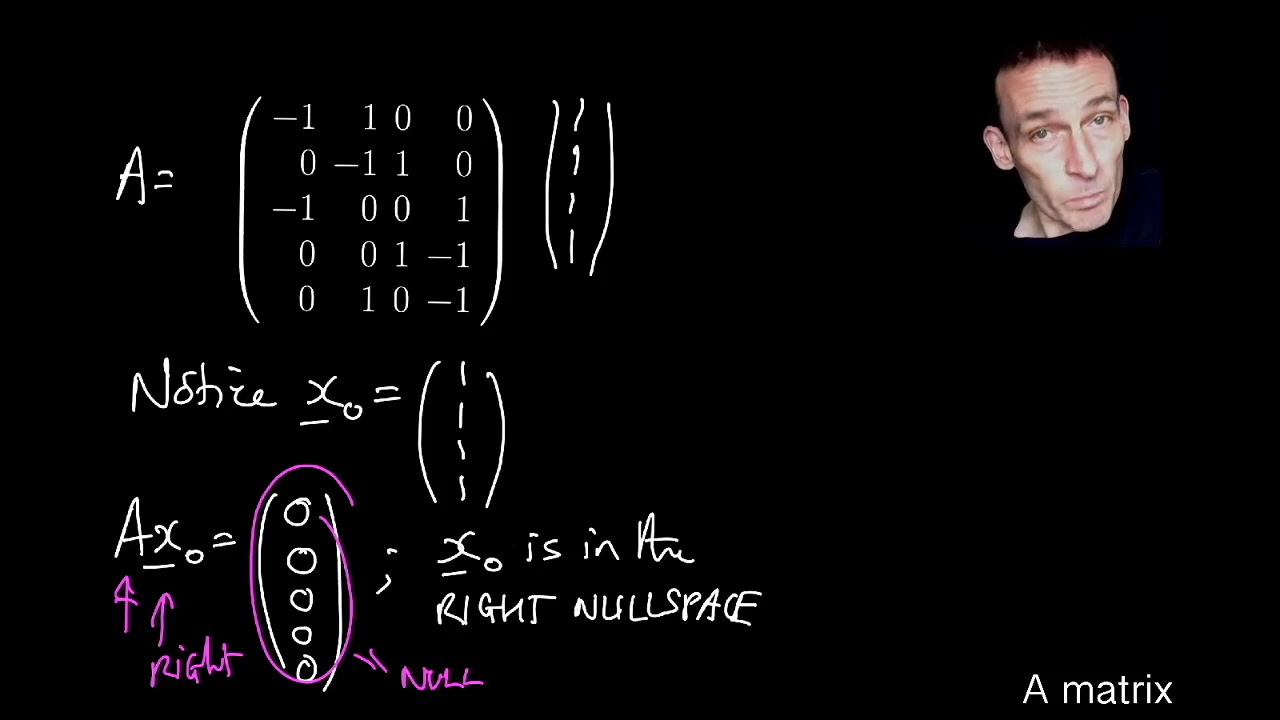 A = ( -1 1 0 0 ) ( 1 )
0 -1 1 0 1
-1 0 0 1 1
0 0 1 -1 1
0 1 0 -1
Notice x₀ = ( 1
1
1
1 )
Ax₀ = ( 0
0
0
0
0 ) ; x₀ is in the
RIGHT NULLSPACE
RIGHT
NULL
A matrix